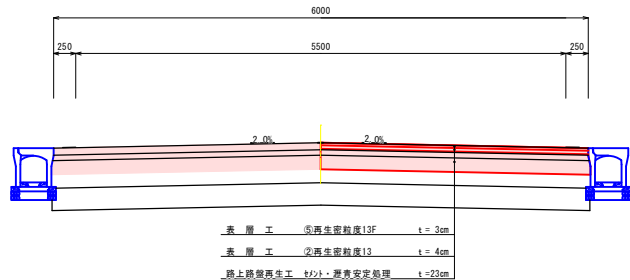 6000
250 5500 250
2.0% 2.0%
表 層 工 ⑤再生密粒度13F t = 3cm
表 層 工 ②再生密粒度13 t = 4cm
路上路盤再生工 ｾﾒﾝﾄ・瀝青安定処理 t =23cm